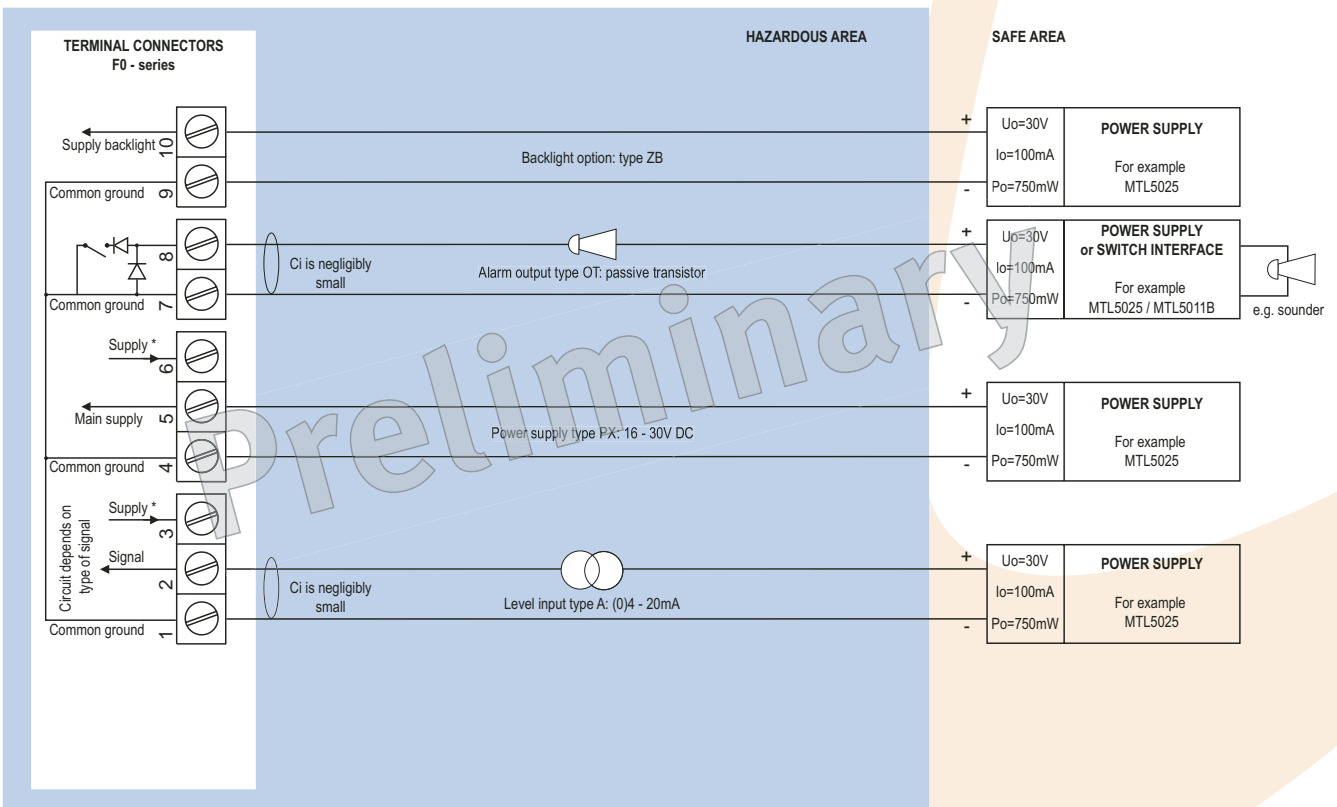 TERMINAL CONNECTORS
F0 - series
HAZARDOUS AREA
SAFE AREA
Supply backlight
10
Common ground
9
Backlight option: type ZB
+
-
Uo=30V
Io=100mA
Po=750mW
POWER SUPPLY
For example
MTL5025
8
Common ground
7
Ci is negligibly
small
Alarm output type OT: passive transistor
+
-
Uo=30V
Io=100mA
Po=750mW
POWER SUPPLY
or SWITCH INTERFACE
For example
MTL5025 / MTL5011B
e.g. sounder
Supply *
6
Main supply
5
Common ground
4
Power supply type PX: 16 - 30V DC
+
-
Uo=30V
Io=100mA
Po=750mW
POWER SUPPLY
For example
MTL5025
Circuit depends on
type of signal
Supply *
3
Signal
2
Common ground
1
Ci is negligibly
small
Level input type A: (0)4 - 20mA
+
-
Uo=30V
Io=100mA
Po=750mW
POWER SUPPLY
For example
MTL5025
Preliminary